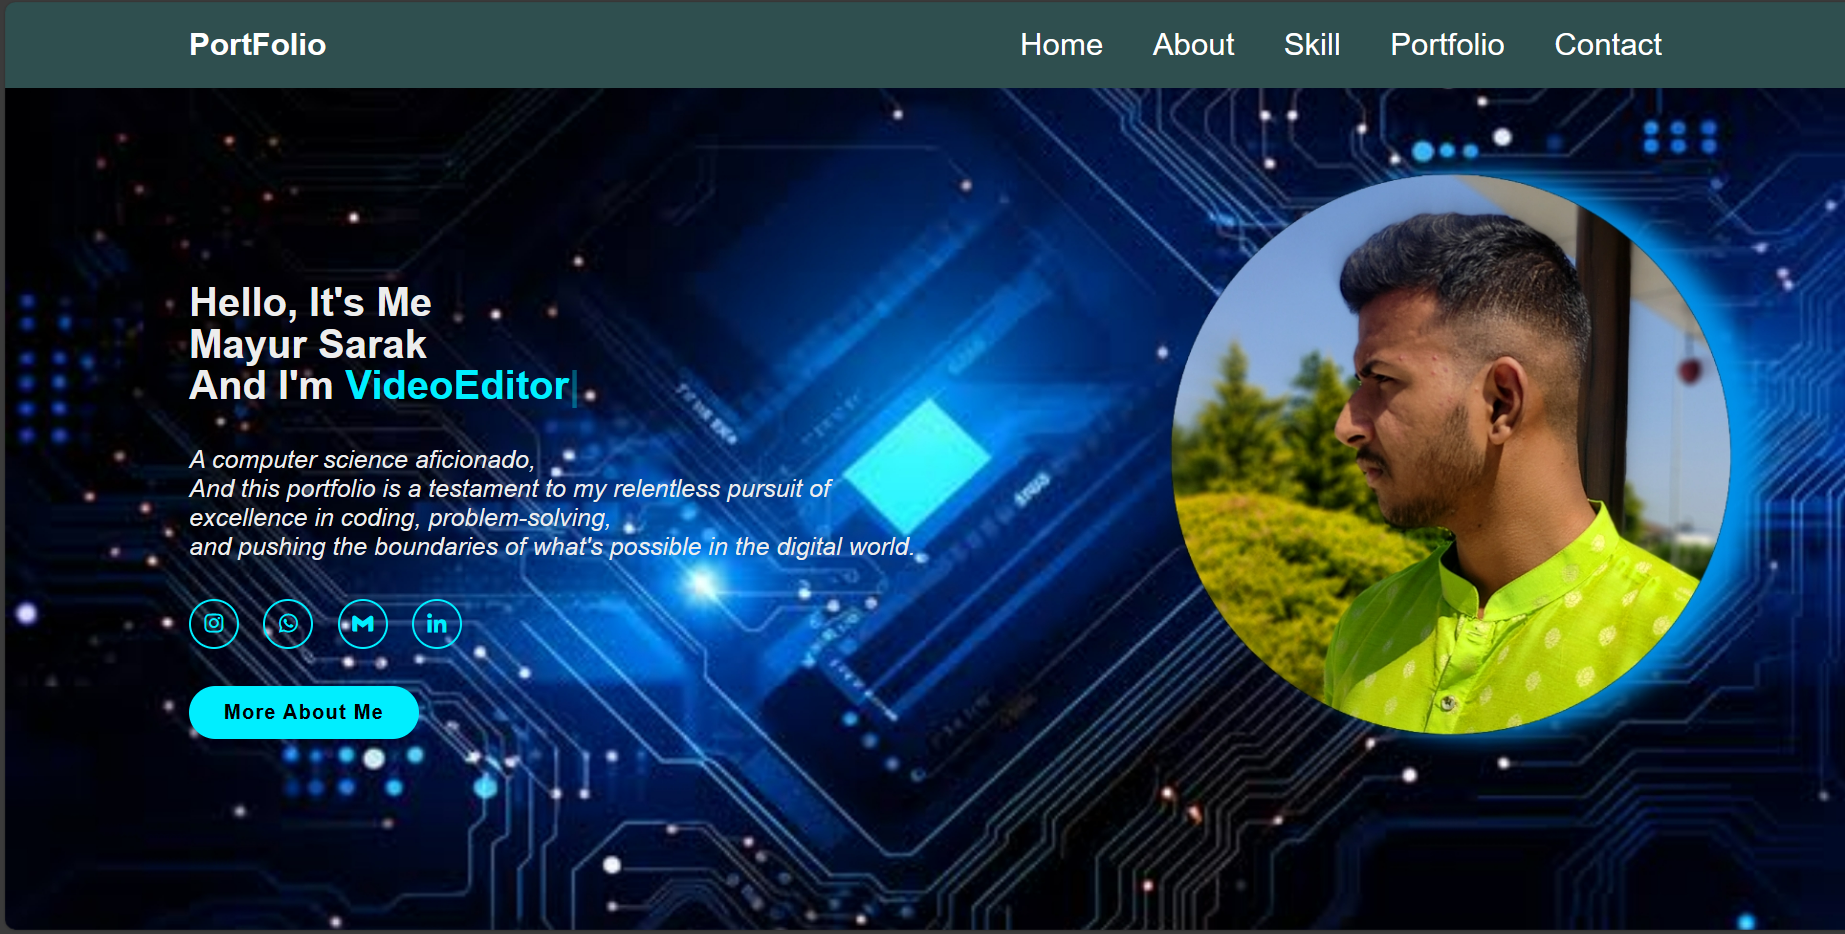 PortFolio
Home About Skill Portfolio Contact
Hello, It's Me
Mayur Sarak
And I'm VideoEditor|
A computer science aficionado,
And this portfolio is a testament to my relentless pursuit of
excellence in coding, problem-solving,
and pushing the boundaries of what's possible in the digital world.
in
More About Me